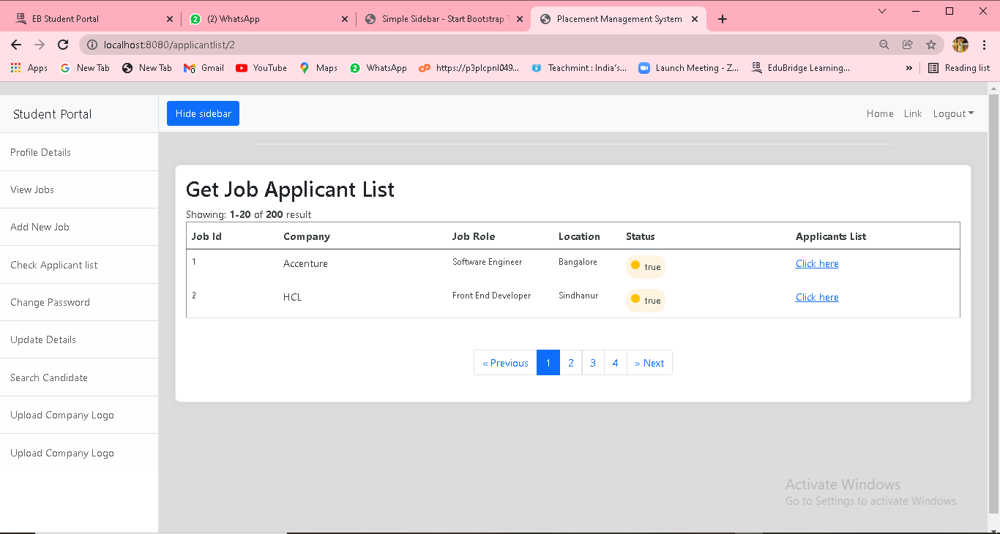 EB Student Portal
(2) WhatsApp
Simple Sidebar - Start Bootstrap
Placement Management System
localhost:8080/applicantlist/2
Apps
New Tab
New Tab
Gmail
YouTube
Maps
WhatsApp
https://p3plcpnl049...
Teachmint : India's...
Launch Meeting - Z...
EduBridge Learning...
»
Reading list
Student Portal
Hide sidebar
Home Link Logout
Profile Details
View Jobs
Add New Job
Check Applicant list
Change Password
Update Details
Search Candidate
Upload Company Logo
Upload Company Logo
Get Job Applicant List
Showing: 1-20 of 200 result
Job Id Company Job Role Location Status Applicants List
1 Accenture Software Engineer Bangalore true Click here
2 HCL Front End Developer Sindhanur true Click here
« Previous 1 2 3 4 » Next
Activate Windows
Go to Settings to activate Windows.